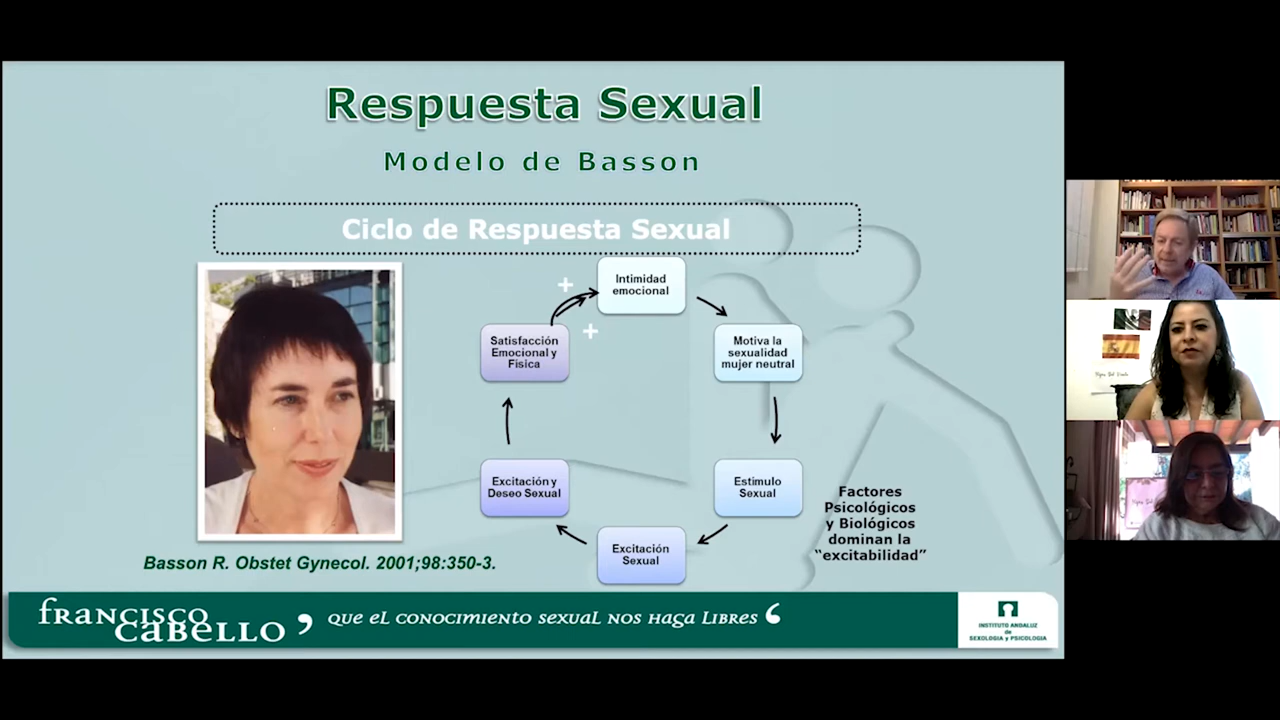 Respuesta Sexual
Modelo de Basson
Ciclo de Respuesta Sexual
+
+
Intimidad
emocional
Motiva la
sexualidad
mujer neutral
Estimulo
Sexual
Excitación
Sexual
Excitación y
Deseo Sexual
Satisfacción
Emocional y
Física
Factores
Psicológicos
y Biológicos
dominan la
“excitabilidad”
Basson R. Obstet Gynecol. 2001;98:350-3.
Francisco
Cabello
, que el conocimiento sexual nos haga libres ‘
INSTITUTO ANDALUZ
de
SEXOLOGIA y PSICOLOGIA